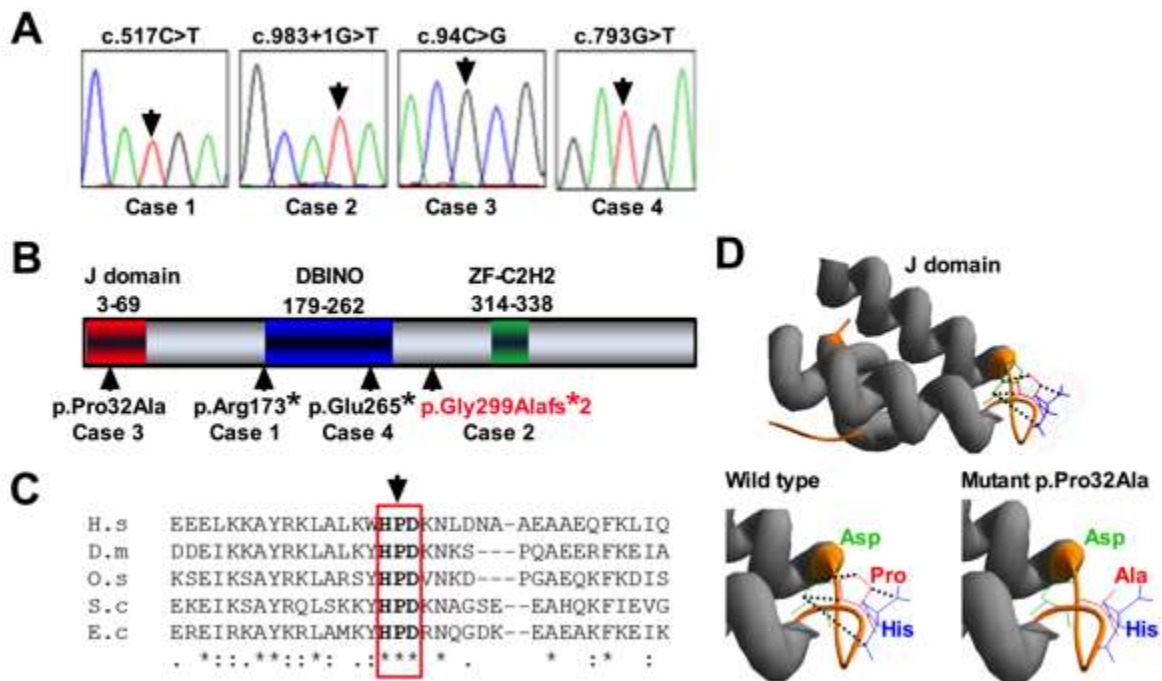 A
c.517C>T c.983+1G>T c.94C>G c.793G>T
Case 1 Case 2 Case 3 Case 4
B
J domain DBINO ZF-C2H2
3-69 179-262 314-338
p.Pro32Ala p.Arg173* p.Glu265* p.Gly299Alafs*2
Case 3 Case 1 Case 4 Case 2
C
H.s EEELKKAYRKLALKWHPDKNLDNA--AEAAEQFKLIQ
D.m DDEIKKAYRKLALKYHPDKNKS---PQAEERFKEIA
O.s KSEIKSAYRKLARSYHPDVNKD---PGAEQKFKDIS
S.c EKEIKSAYRQLSKKYHPDKNAGSE--EAHQKFIEVG
E.c EREIRKAYKRLAMKYHPDRNQGDK--EAEAKFKEIK
. *::.**::*. .:*** * . * :* :
D
J domain
Wild type Mutant p.Pro32Ala
Asp Asp
Pro Ala
His His